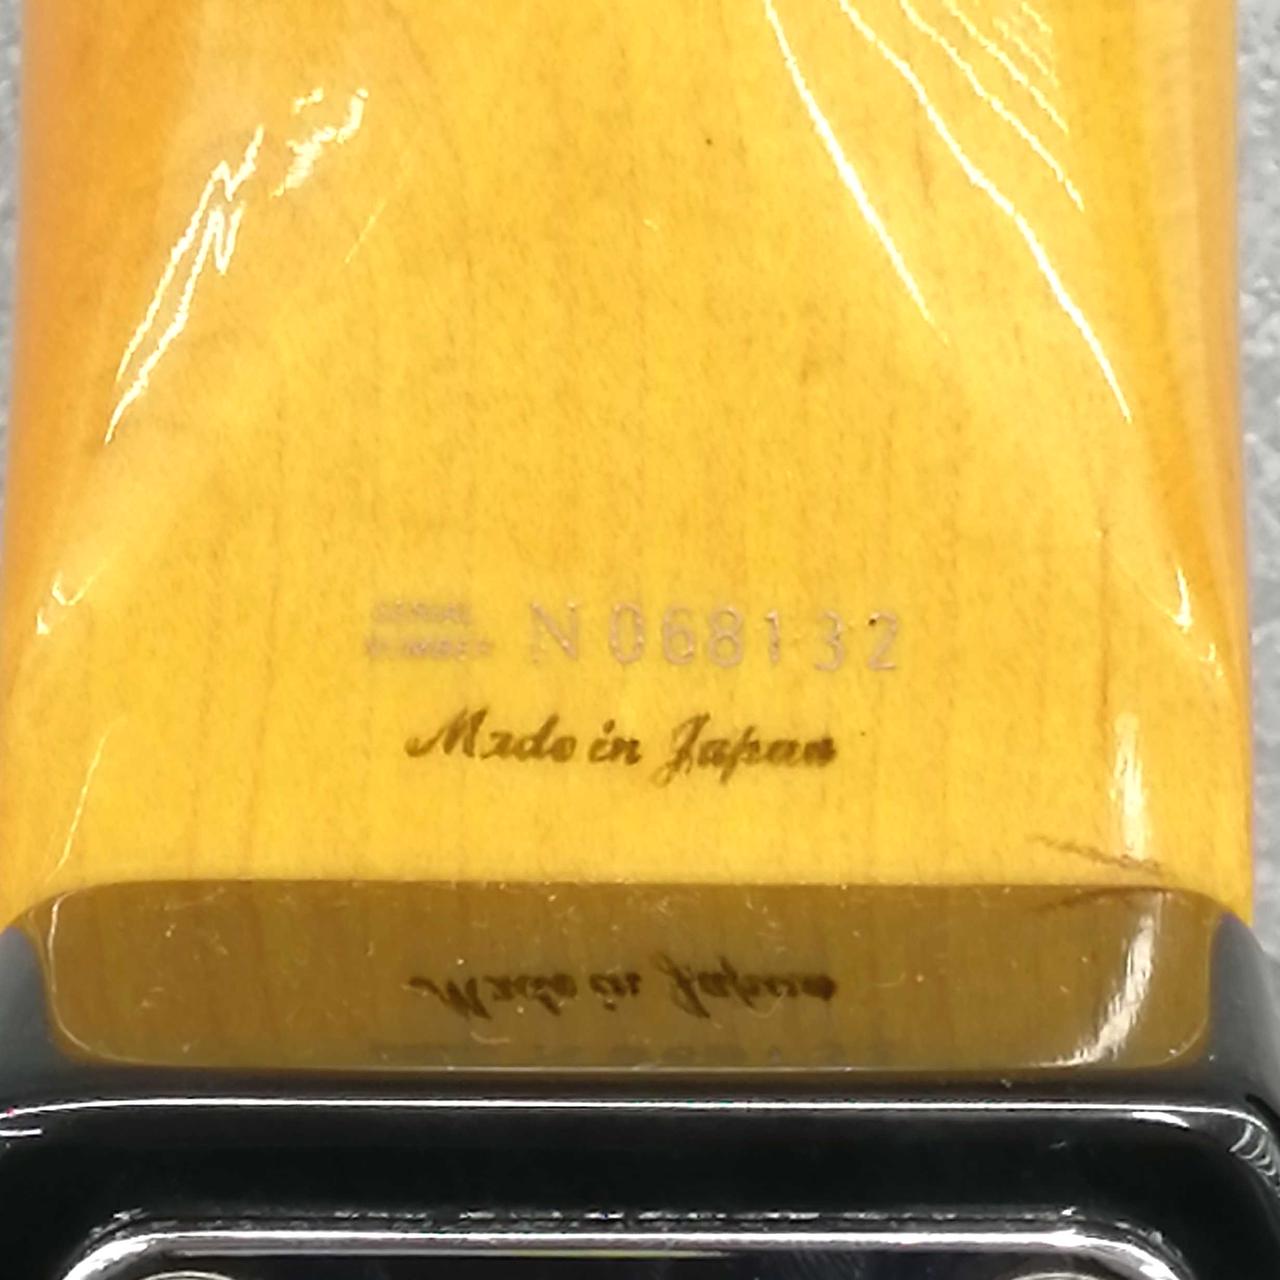 SERIAL
NUMBER N068132
Made in Japan